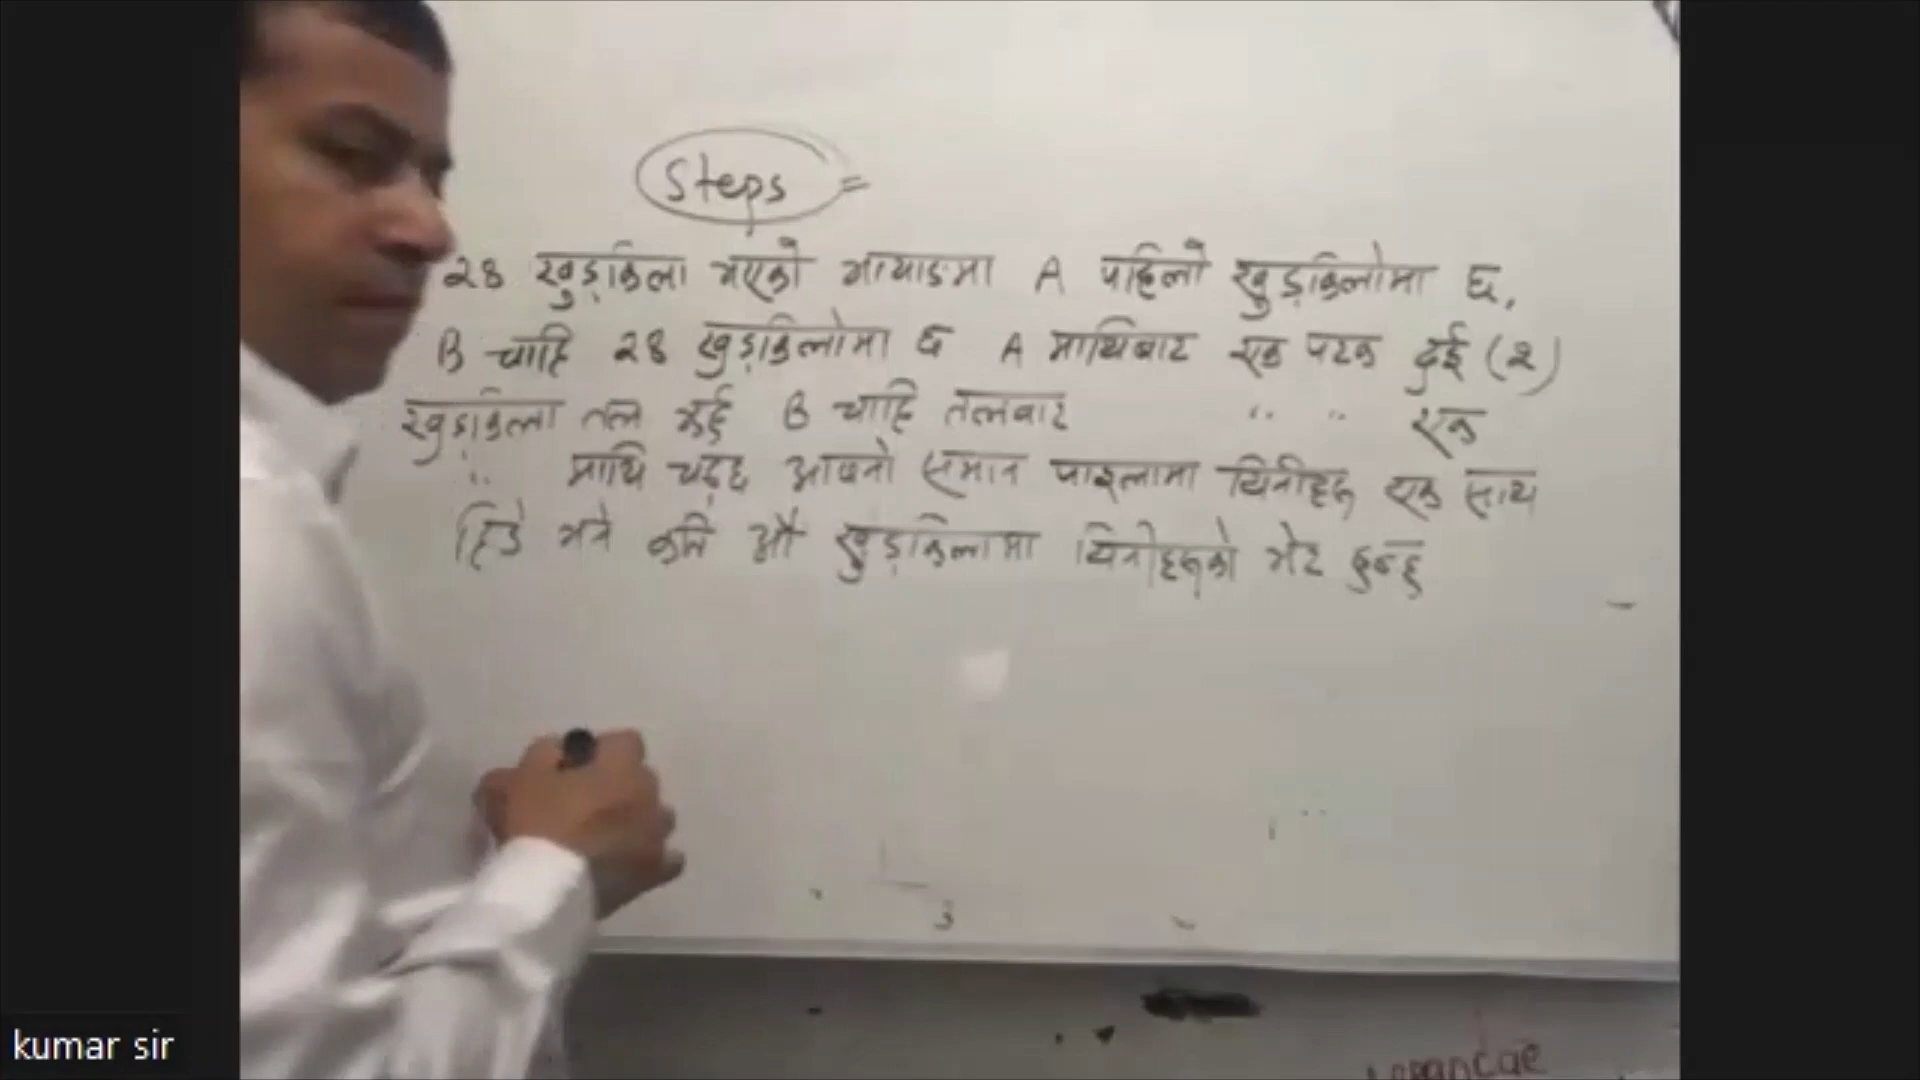 Steps =
२८ खुड्किला भएको भर्याङमा A पहिलो खुड्किलोमा छ,
B चाहि २८ खुड्किलोमा छ A माथिबाट एक पटक दुई (२)
खुड्किला तल झर्छ B चाहि तलबाट " " एक
" माथि चढ्छ आफ्नो समान पाइलामा यिनीहरू एक साथ
हिडे भने कति औ खुड्किलामा यिनीहरूको भेट हुन्छ
kumar sir